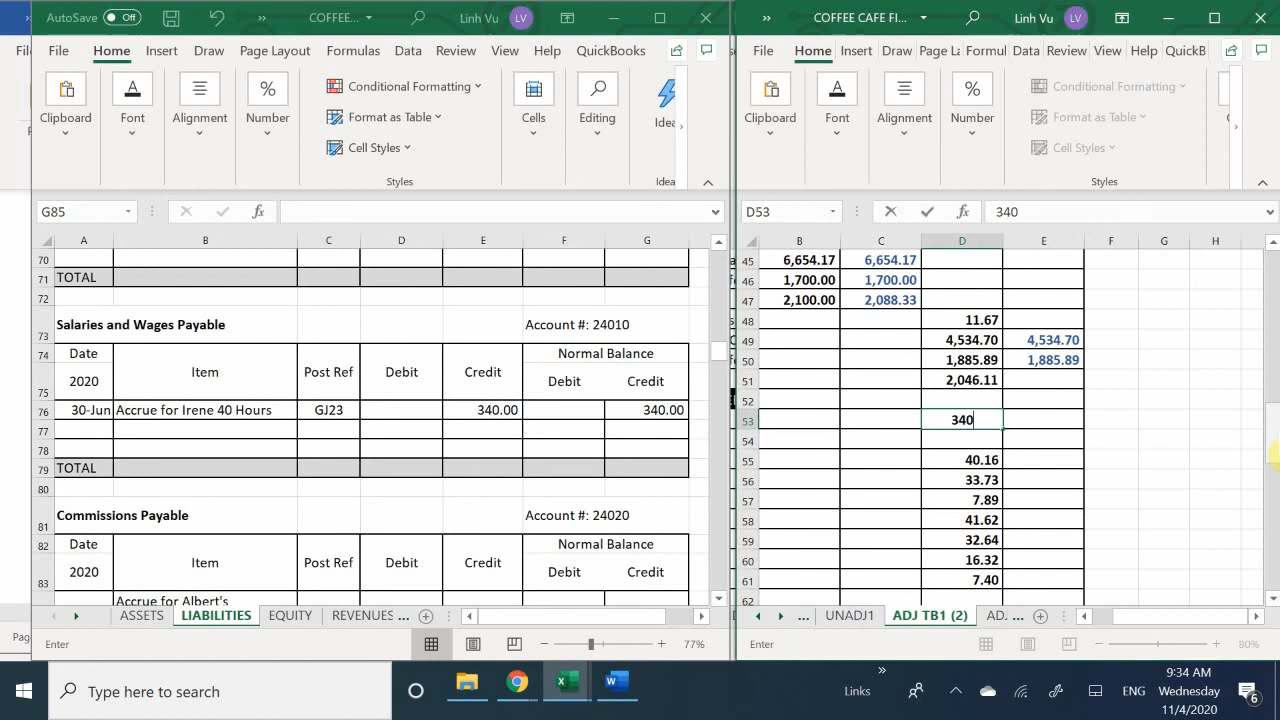 AutoSave Off COFFEE... Linh Vu LV
File Home Insert Draw Page Layout Formulas Data Review View Help QuickBooks
Clipboard Font Alignment Number Conditional Formatting Format as Table Cell Styles Styles Cells Editing Idea
G85
A B C D E F G
70
71 TOTAL
72
73 Salaries and Wages Payable Account #: 24010
74 Date Item Post Ref Debit Credit Normal Balance
75 2020 Debit Credit
76 30-Jun Accrue for Irene 40 Hours GJ23 340.00 340.00
77
78
79 TOTAL
80
81 Commissions Payable Account #: 24020
82 Date Item Post Ref Debit Credit Normal Balance
83 2020 Debit Credit
Accrue for Albert's
ASSETS LIABILITIES EQUITY REVENUES ...
Enter 77%
COFFEE CAFE FI... Linh Vu LV
File Home Insert Draw Page La Formul Data Review View Help QuickB
Clipboard Font Alignment Number Conditional Formatting Format as Table Cell Styles Styles
D53 340
B C D E F G H
45 6,654.17 6,654.17
46 1,700.00 1,700.00
47 2,100.00 2,088.33
48 11.67
49 4,534.70 4,534.70
50 1,885.89 1,885.89
51 2,046.11
52
53 340
54
55 40.16
56 33.73
57 7.89
58 41.62
59 32.64
60 16.32
61 7.40
62
... UNADJ1 ADJ TB1 (2) AD. ...
Enter 80%
Pag
Type here to search
Links
ENG
9:34 AM
Wednesday
11/4/2020
6